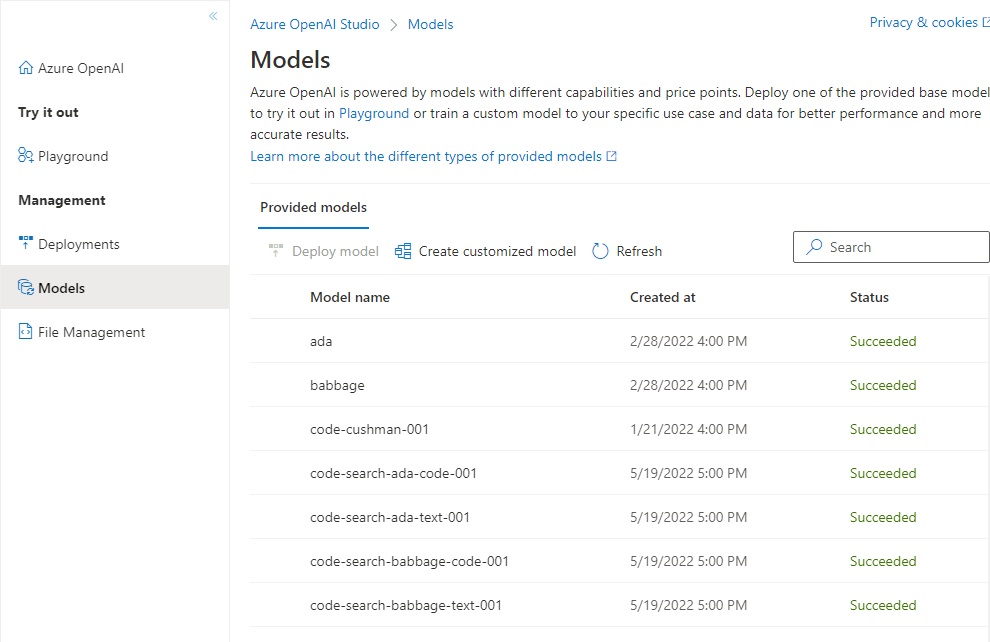 «
Azure OpenAI
Try it out
Playground
Management
Deployments
Models
File Management
Azure OpenAI Studio > Models
Privacy & cookies
Models
Azure OpenAI is powered by models with different capabilities and price points. Deploy one of the provided base model
to try it out in Playground or train a custom model to your specific use case and data for better performance and more
accurate results.
Learn more about the different types of provided models
Provided models
Deploy model Create customized model Refresh Search
Model name Created at Status
ada 2/28/2022 4:00 PM Succeeded
babbage 2/28/2022 4:00 PM Succeeded
code-cushman-001 1/21/2022 4:00 PM Succeeded
code-search-ada-code-001 5/19/2022 5:00 PM Succeeded
code-search-ada-text-001 5/19/2022 5:00 PM Succeeded
code-search-babbage-code-001 5/19/2022 5:00 PM Succeeded
code-search-babbage-text-001 5/19/2022 5:00 PM Succeeded